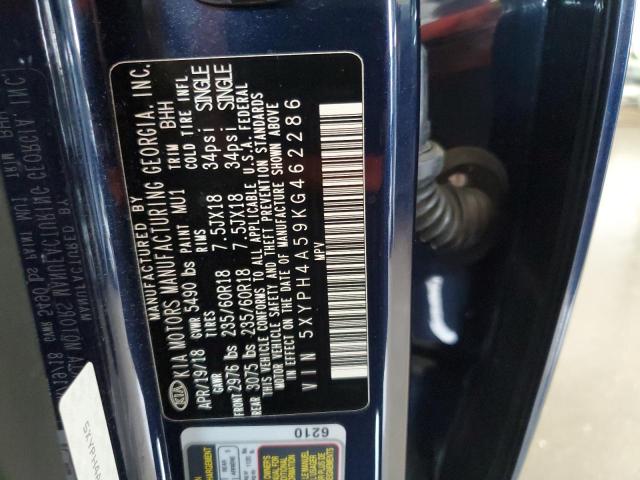 KIA
MANUFACTURED BY
KIA MOTORS MANUFACTURING GEORGIA, INC.
APR/19/18 GVWR 5490 lbs PAINT MU1 TRIM BHH
GAWR TIRES RIMS COLD TIRE INFL
FRONT 2976 lbs 235/60R18 7.5JX18 34psi SINGLE
REAR 3075 lbs 235/60R18 7.5JX18 34psi SINGLE
THIS VEHICLE CONFORMS TO ALL APPLICABLE U.S.A. FEDERAL
MOTOR VEHICLE SAFETY AND THEFT PREVENTION STANDARDS
IN EFFECT ON THE DATE OF MANUFACTURE SHOWN ABOVE
VIN 5XYPH4A59KG462286
MPV
6210